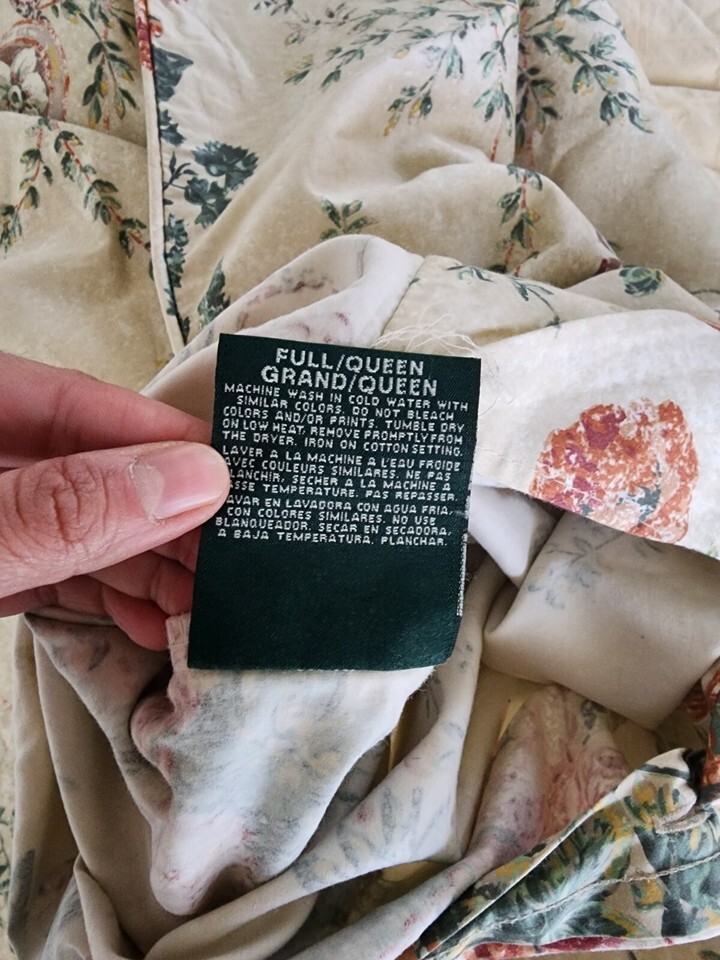 FULL/QUEEN
GRAND/QUEEN
MACHINE WASH IN COLD WATER WITH
SIMILAR COLORS. DO NOT BLEACH
COLORS AND/OR PRINTS. TUMBLE DRY
ON LOW HEAT. REMOVE PROMPTLY FROM
THE DRYER. IRON ON COTTON SETTING.
LAVER A LA MACHINE A L'EAU FROIDE
AVEC COULEURS SIMILARES. NE PAS
BLANCHIR, SECHER A LA MACHINE A
ASSE TEMPERATURE. PAS REPASSER.
AVAR EN LAVADORA CON AGUA FRIA,
CON COLORES SIMILARES. NO USE
BLANQUEADOR. SECAR EN SECADORA,
A BAJA TEMPERATURA. PLANCHAR.